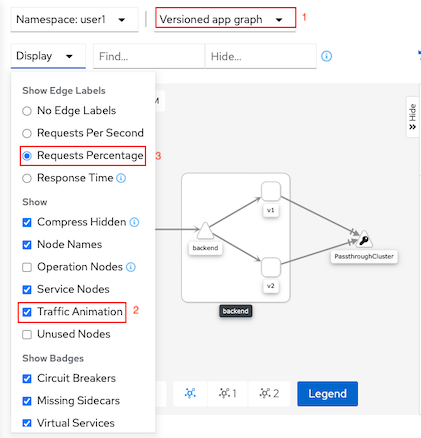 Namespace: user1
Versioned app graph
1
Display
Find...
Hide...
Show Edge Labels
No Edge Labels
Requests Per Second
Requests Percentage
3
Response Time
Show
Compress Hidden
Node Names
Operation Nodes
Service Nodes
Traffic Animation
2
Unused Nodes
Show Badges
Circuit Breakers
Missing Sidecars
Virtual Services
M
Hide
v1
backend
PassthroughCluster
v2
backend
1
2
Legend